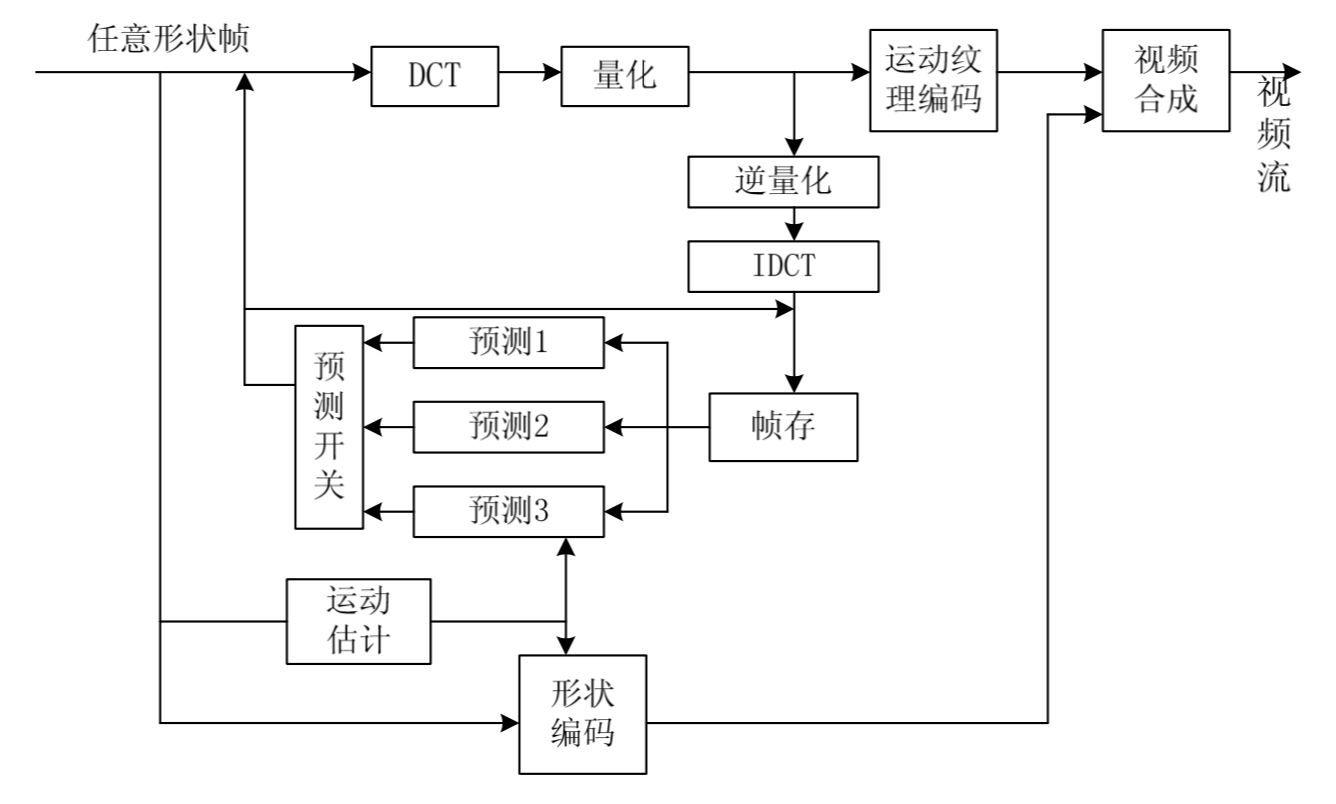 任意形状帧
DCT
量化
运动纹
理编码
视频
合成
视
频
流
逆量化
IDCT
预
测
开
关
预测1
预测2
预测3
帧存
运动
估计
形状
编码